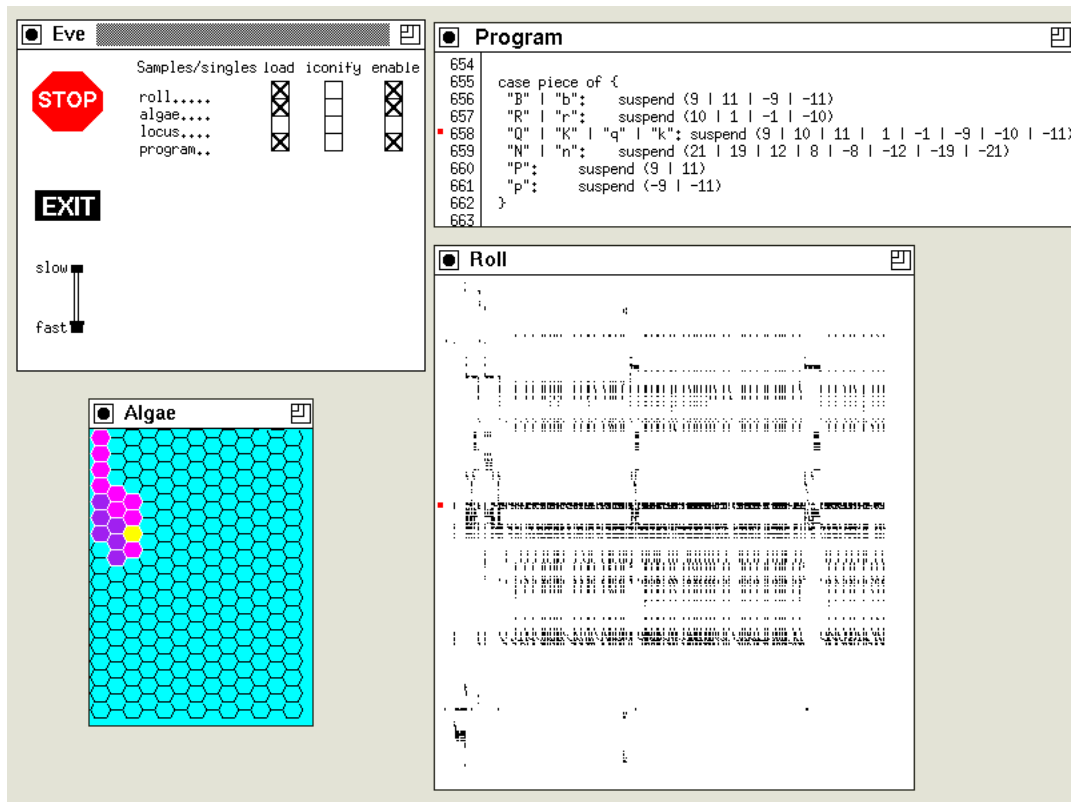 Eve
Samples/singles load iconify enable
STOP
roll.....
algae....
locus....
program..
EXIT
slow
fast
Program
654
655 case piece of {
656 "B" | "b": suspend (9 | 11 | -9 | -11)
657 "R" | "r": suspend (10 | 1 | -1 | -10)
658 "Q" | "K" | "q" | "k": suspend (9 | 10 | 11 | 1 | -1 | -9 | -10 | -11)
659 "N" | "n": suspend (21 | 19 | 12 | 8 | -8 | -12 | -19 | -21)
660 "P": suspend (9 | 11)
661 "p": suspend (-9 | -11)
662 }
663
Roll
Algae